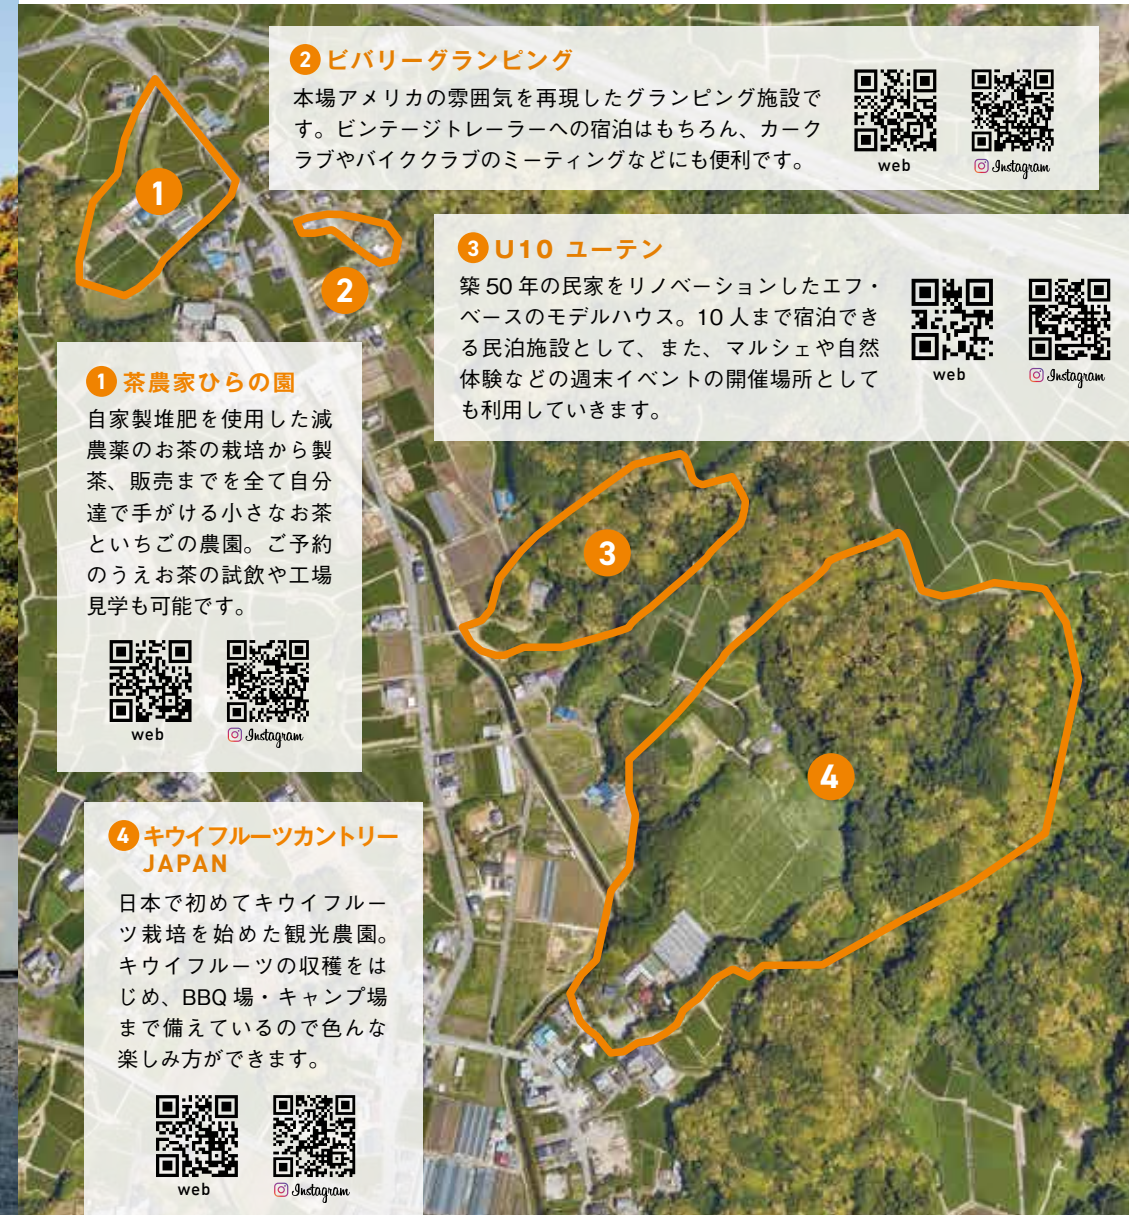 2 ビバリーグランピング
本場アメリカの雰囲気を再現したグランピング施設で
す。ビンテージトレーラーへの宿泊はもちろん、カーク
ラブやバイククラブのミーティングなどにも便利です。
web
Instagram
1
2
3 U10 ユーテン
築50年の民家をリノベーションしたエフ・
ベースのモデルハウス。10人まで宿泊でき
る民泊施設として、また、マルシェや自然
体験などの週末イベントの開催場所として
も利用していきます。
web
Instagram
1 茶農家ひらの園
自家製堆肥を使用した減
農薬のお茶の栽培から製
茶、販売までを全て自分
達で手がける小さなお茶
といちごの農園。ご予約
のうえお茶の試飲や工場
見学も可能です。
web
Instagram
3
4
4 キウイフルーツカントリー
JAPAN
日本で初めてキウイフルー
ツ栽培を始めた観光農園。
キウイフルーツの収穫をは
じめ、BBQ場・キャンプ場
まで備えているので色んな
楽しみ方ができます。
web
Instagram